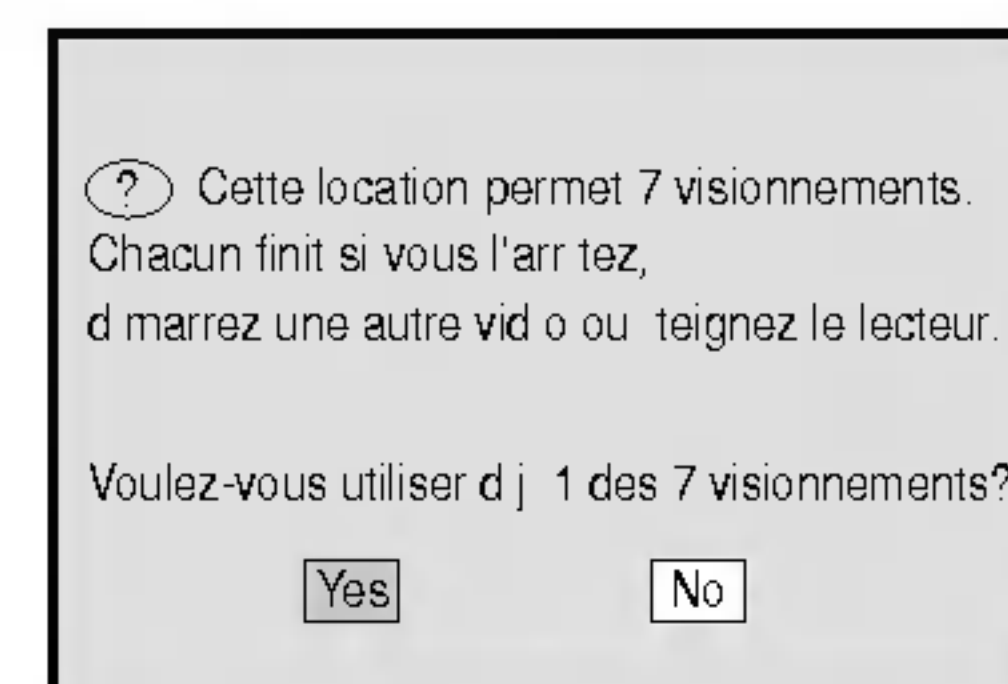 ? Cette location permet 7 visionnements.
Chacun finit si vous l'arr tez,
d marrez une autre vid o ou  teignez le lecteur.
Voulez-vous utiliser d j  1 des 7 visionnements?
Yes No